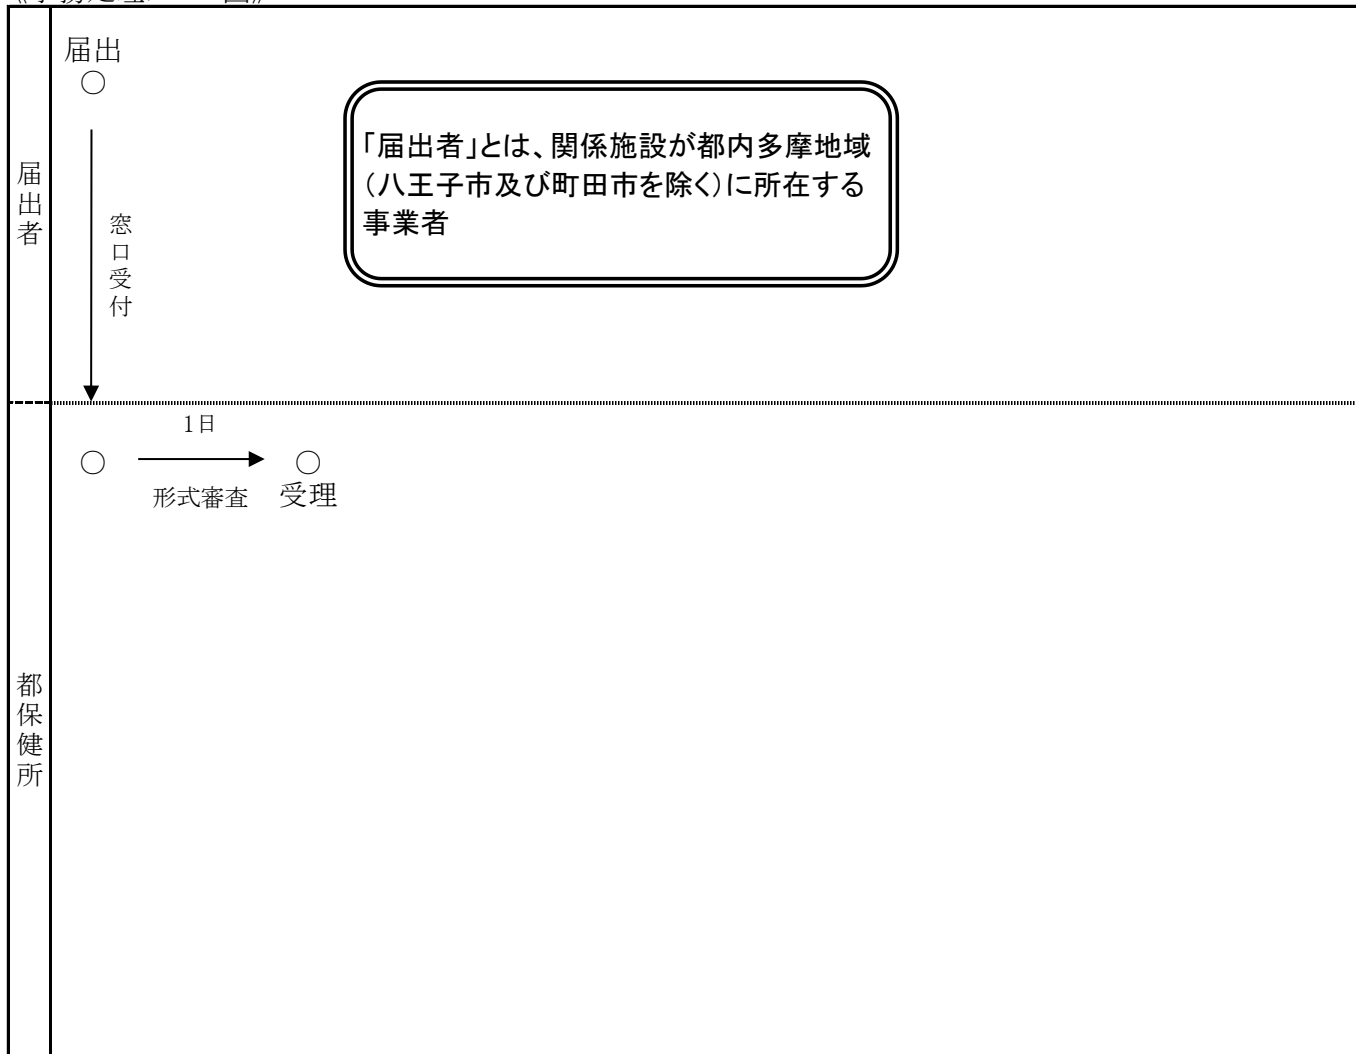 届出
○
「届出者」とは、関係施設が都内多摩地域
（八王子市及び町田市を除く）に所在する
事業者
届出者
窓口受付
1日
○
○
形式審査
受理
都保健所